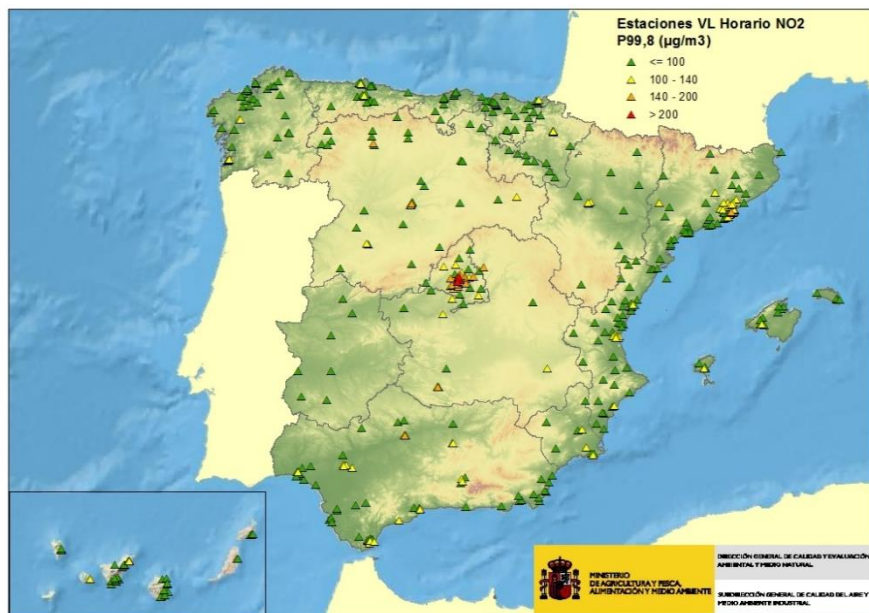 Estaciones VL Horario NO2
P99,8 (µg/m3)
<= 100
100 - 140
140 - 200
> 200
MINISTERIO
DE AGRICULTURA Y PESCA,
ALIMENTACIÓN Y MEDIO AMBIENTE
DIRECCIÓN GENERAL DE CALIDAD Y EVALUACIÓN
AMBIENTAL Y MEDIO NATURAL
SUBDIRECCIÓN GENERAL DE CALIDAD DEL AIRE Y
MEDIO AMBIENTE INDUSTRIAL